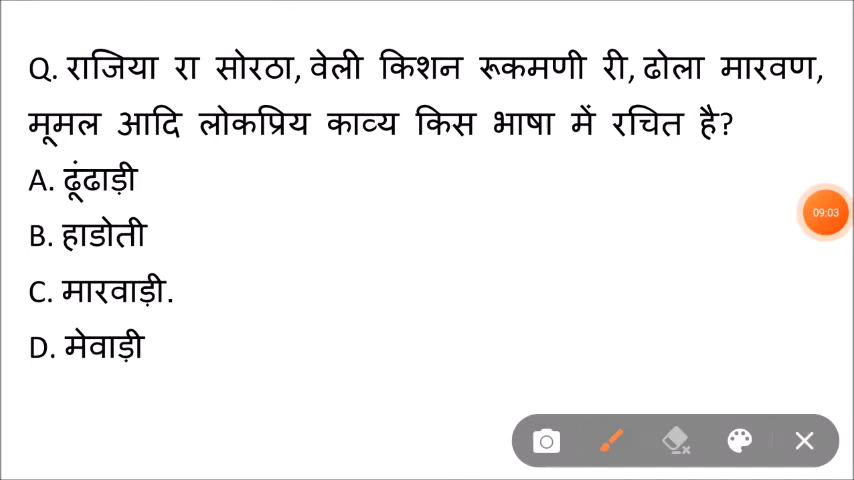 Q. राजिया रा सोरठा, वेली किशन रूकमणी री, ढोला मारवण,
मूमल आदि लोकप्रिय काव्य किस भाषा में रचित है?
A. ढूंढाड़ी
B. हाडोती
C. मारवाड़ी.
D. मेवाड़ी
09:03